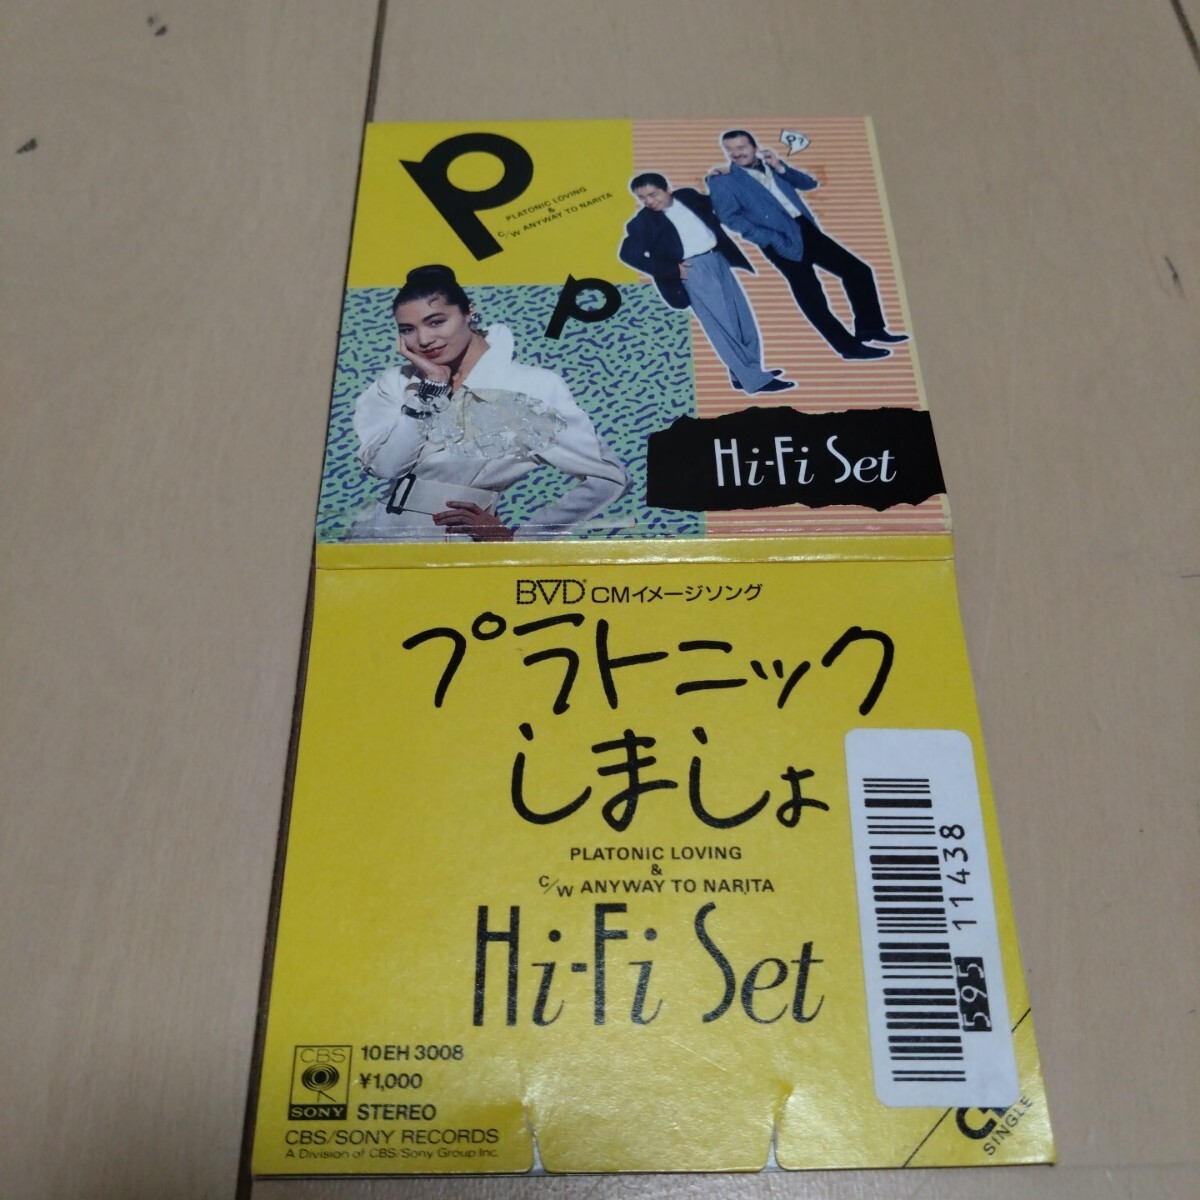 P
PLATONIC LOVING
&
C/W ANYWAY TO NARITA
P?
P
Hi-Fi Set
BVD CMイメージソング
プラトニック
しましょ
PLATONIC LOVING
&
C/W ANYWAY TO NARITA
Hi-Fi Set
595 11438
CBS
SONY
10EH 3008
¥1,000
STEREO
CBS/SONY RECORDS
A Division of CBS/Sony Group Inc.
SINGLE